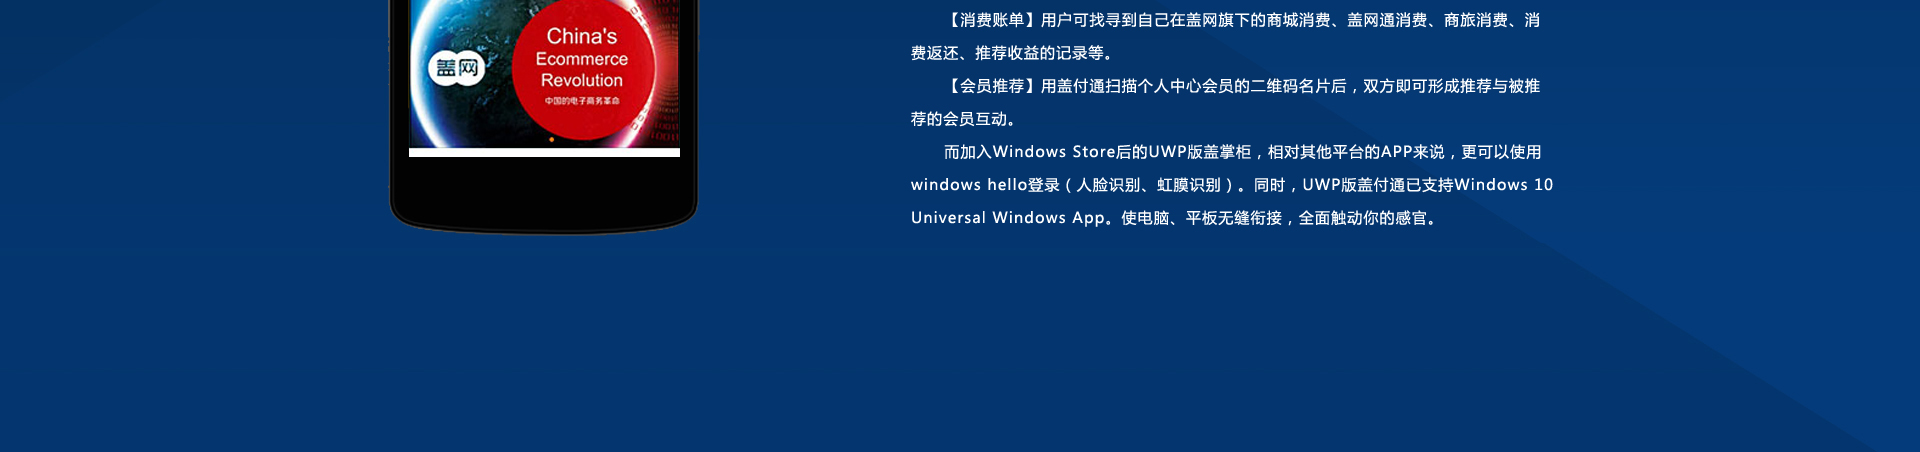 China's
Ecommerce
Revolution
中国的电子商务革命
盖网
【消费账单】用户可找寻到自己在盖网旗下的商城消费、盖网通消费、商旅消费、消
费返还、推荐收益的记录等。
【会员推荐】用盖付通扫描个人中心会员的二维码名片后，双方即可形成推荐与被推
荐的会员互动。
而加入Windows Store后的UWP版盖掌柜，相对其他平台的APP来说，更可以使用
windows hello登录（人脸识别、虹膜识别）。同时，UWP版盖付通已支持Windows 10
Universal Windows App。使电脑、平板无缝衔接，全面触动你的感官。